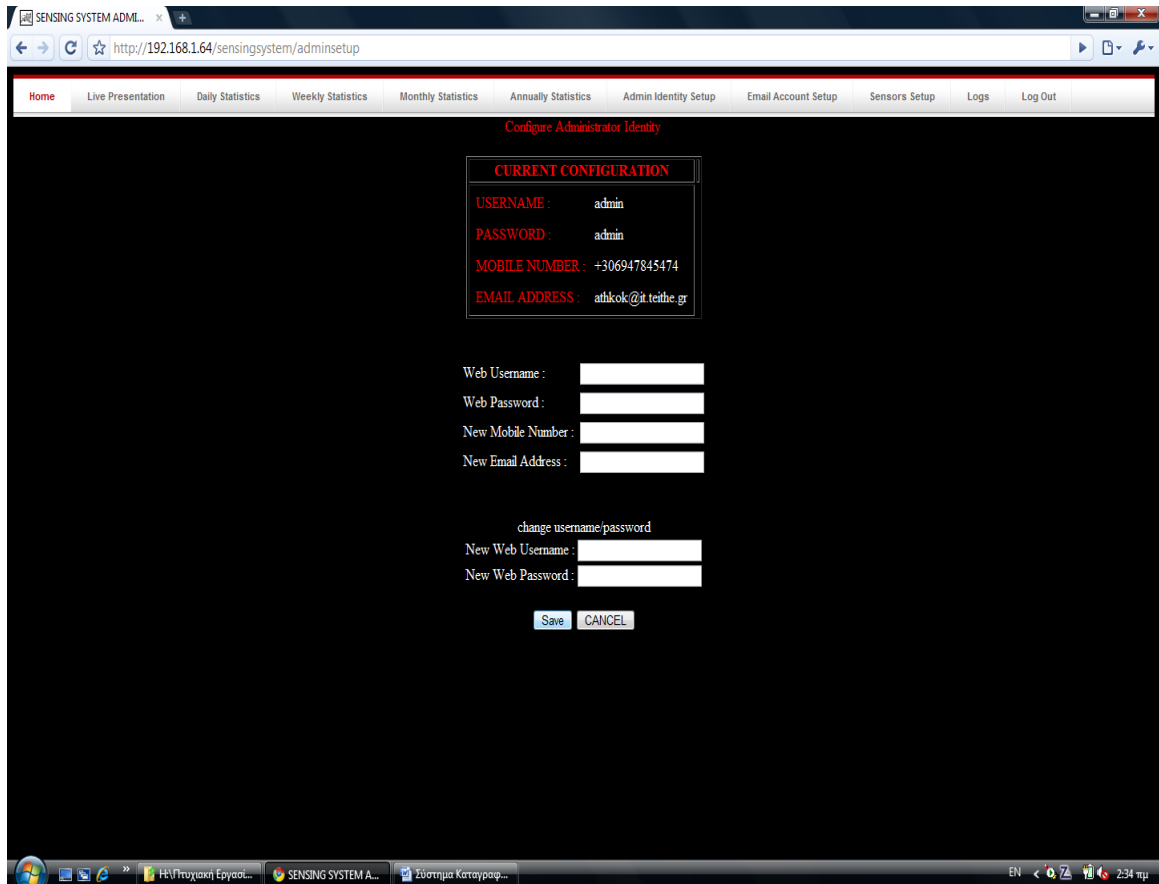 SENSING SYSTEM ADMI...
http://192.168.1.64/sensingsystem/adminsetup
Home Live Presentation Daily Statistics Weekly Statistics Monthly Statistics Annually Statistics Admin Identity Setup Email Account Setup Sensors Setup Logs Log Out
Configure Administrator Identity
CURRENT CONFIGURATION
USERNAME : admin
PASSWORD : admin
MOBILE NUMBER : +306947845474
EMAIL ADDRESS : athkok@it.teithe.gr
Web Username :
Web Password :
New Mobile Number :
New Email Address :
change username/password
New Web Username :
New Web Password :
Save CANCEL
H:\Πτυχιακή Εργασί... SENSING SYSTEM A... Σύστημα Καταγραφ... EN 2:34 πμ